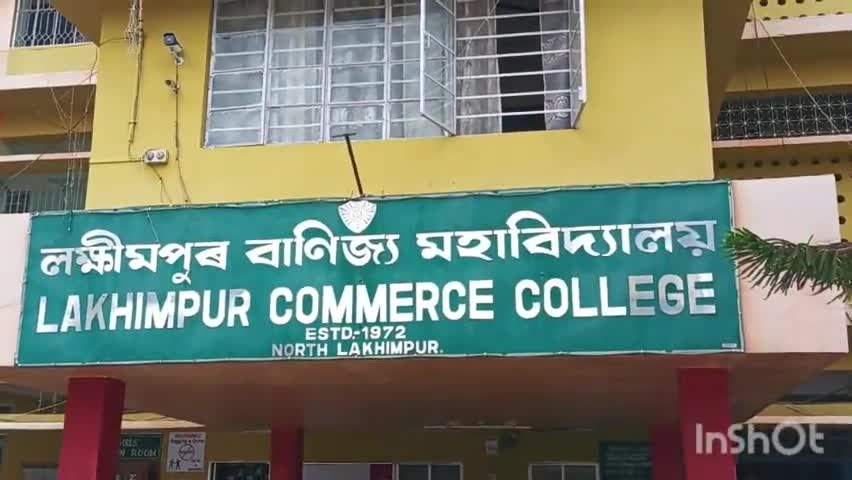 লক্ষীমপুৰ বাণিজ্য মহাবিদ্যালয়
LAKHIMPUR COMMERCE COLLEGE
ESTD.-1972
NORTH LAKHIMPUR.
InShOt